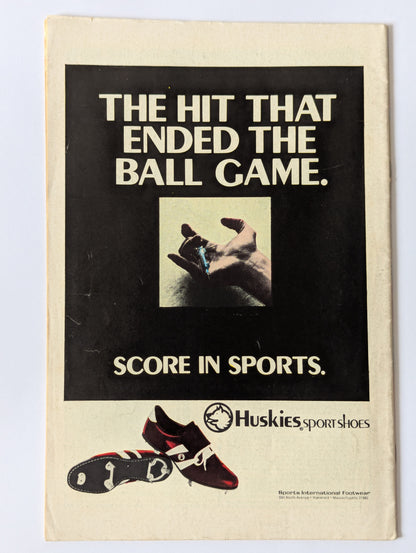 THE HIT THAT
ENDED THE
BALL GAME.
SCORE IN SPORTS.
Huskies® SPORTSHOES
Sports International Footwear